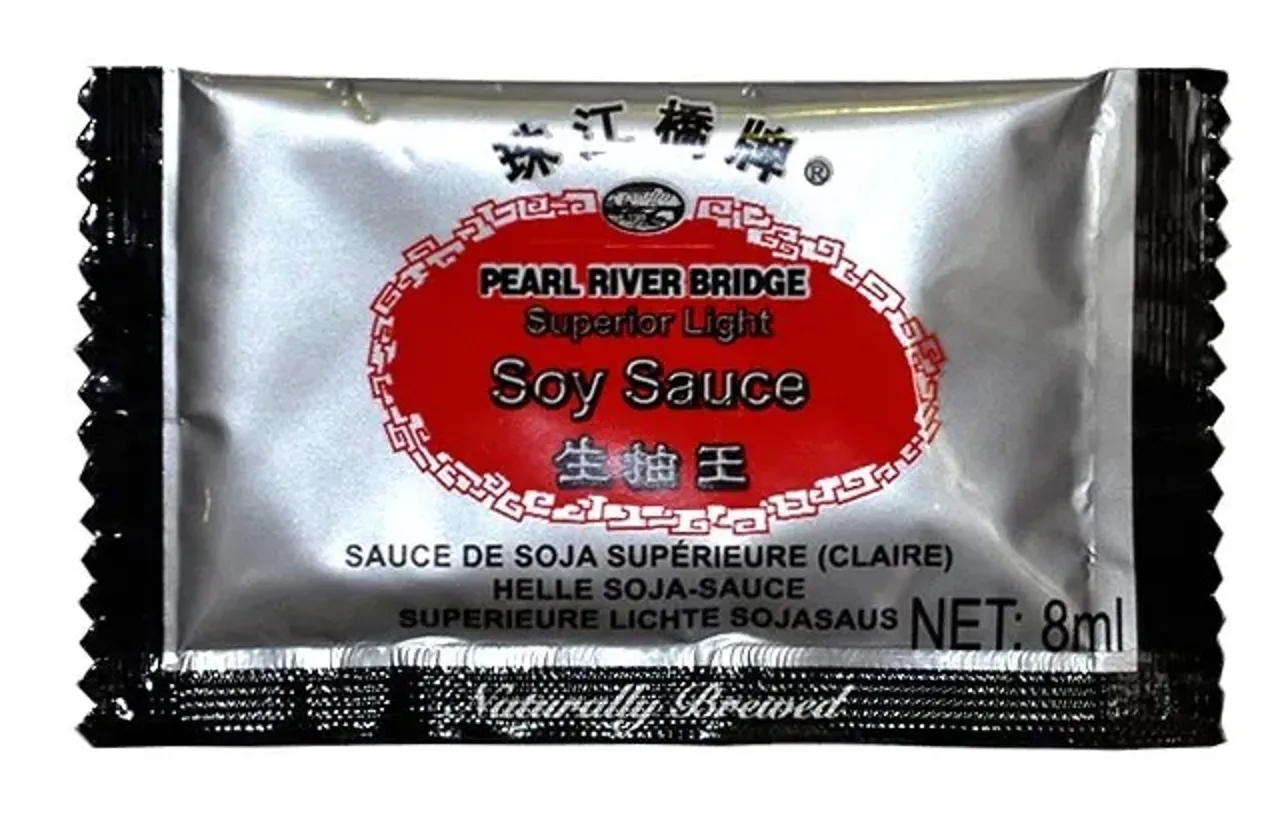 珠江橋牌®
PEARL RIVER BRIDGE
Superior Light
Soy Sauce
生抽王
SAUCE DE SOJA SUPÉRIEURE (CLAIRE)
HELLE SOJA-SAUCE
SUPERIEURE LICHTE SOJASAUS
NET: 8ml
Naturally Brewed